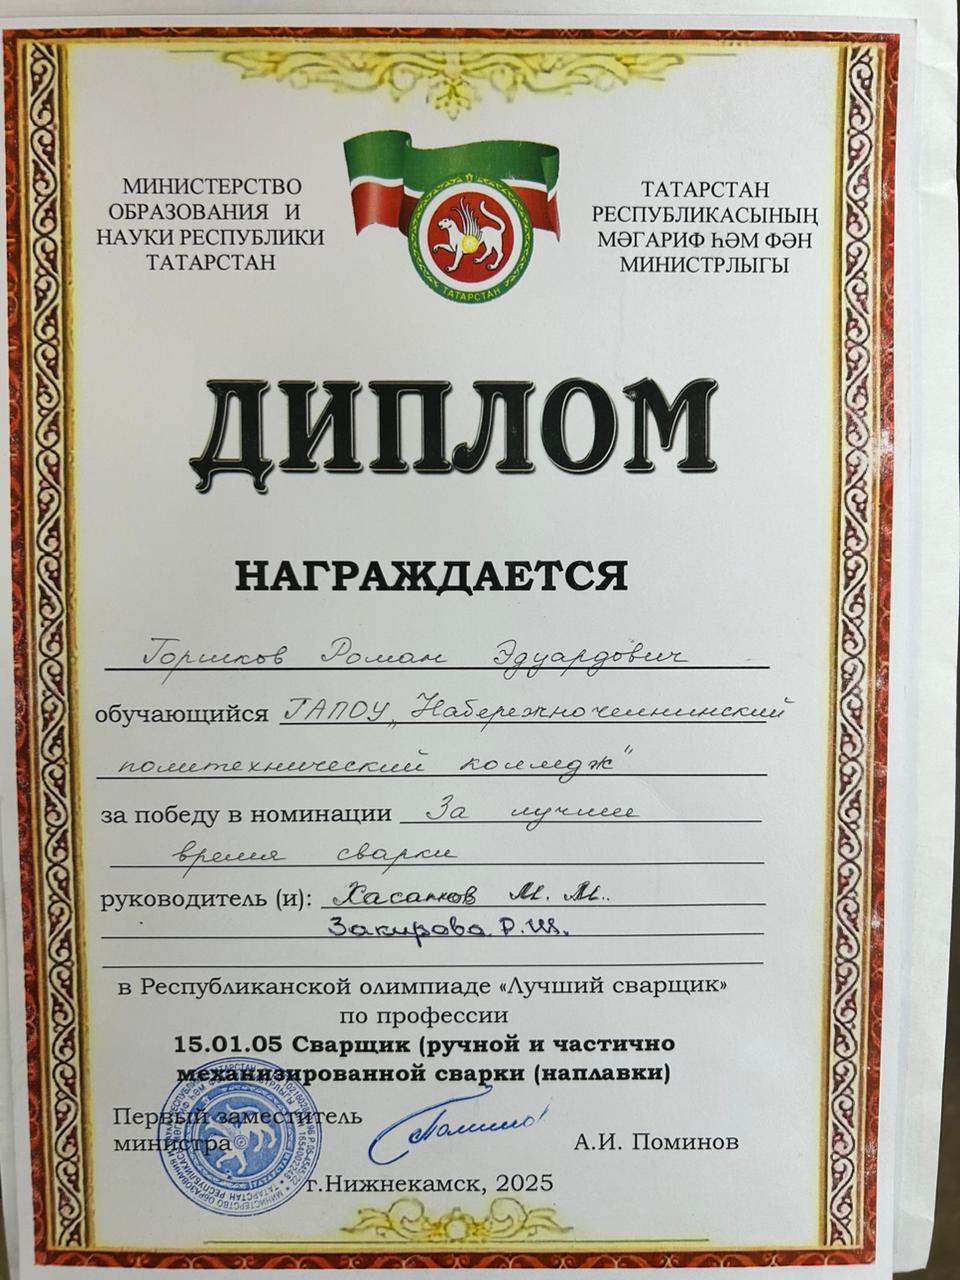 МИНИСТЕРСТВО
ОБРАЗОВАНИЯ И
НАУКИ РЕСПУБЛИКИ
ТАТАРСТАН
ТАТАРСТАН
РЕСПУБЛИКАСЫНЫҢ
МӘГАРИФ ҺӘМ ФӘН
МИНИСТРЛЫГЫ
ТАТАРСТАН
ДИПЛОМ
НАГРАЖДАЕТСЯ
Горшков Роман Эдуардович
обучающийся ГАПОУ „Набережночелнинский
политехнический колледж"
за победу в номинации За лучшее
время сварки
руководитель (и): Хасанов М. М.
Закирова Р.Ш.
в Республиканской олимпиаде «Лучший сварщик»
по профессии
15.01.05 Сварщик (ручной и частично
механизированной сварки (наплавки)
Первый заместитель
министра
А.И. Поминов
г.Нижнекамск, 2025